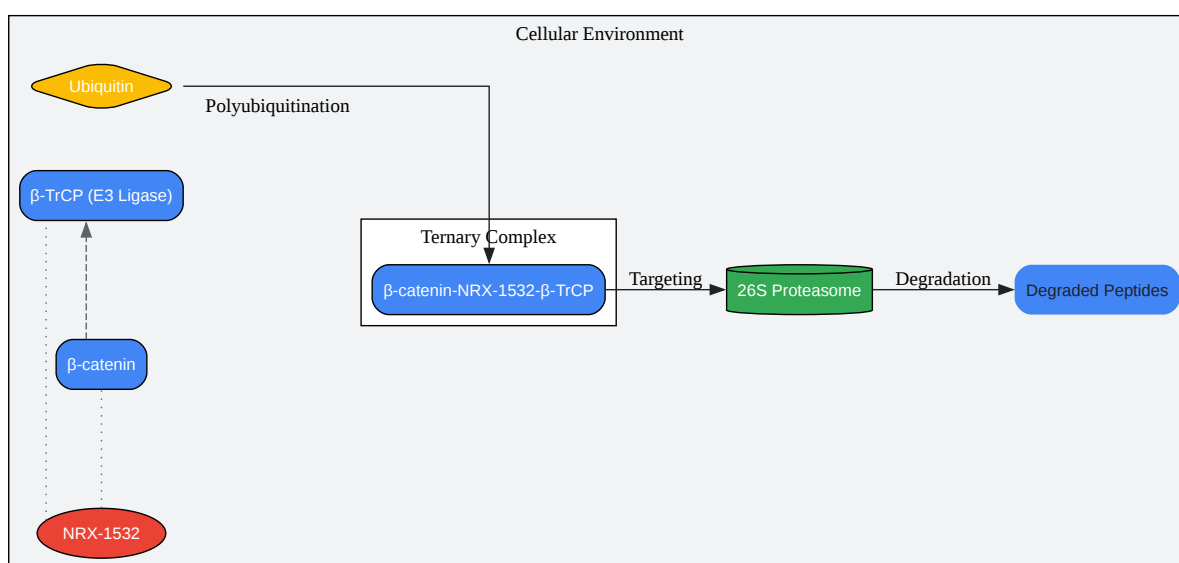 Cellular Environment
Ubiquitin
Polyubiquitination
β-TrCP (E3 Ligase)
Ternary Complex
β-catenin-NRX-1532-β-TrCP
Targeting
26S Proteasome
Degradation
Degraded Peptides
β-catenin
NRX-1532